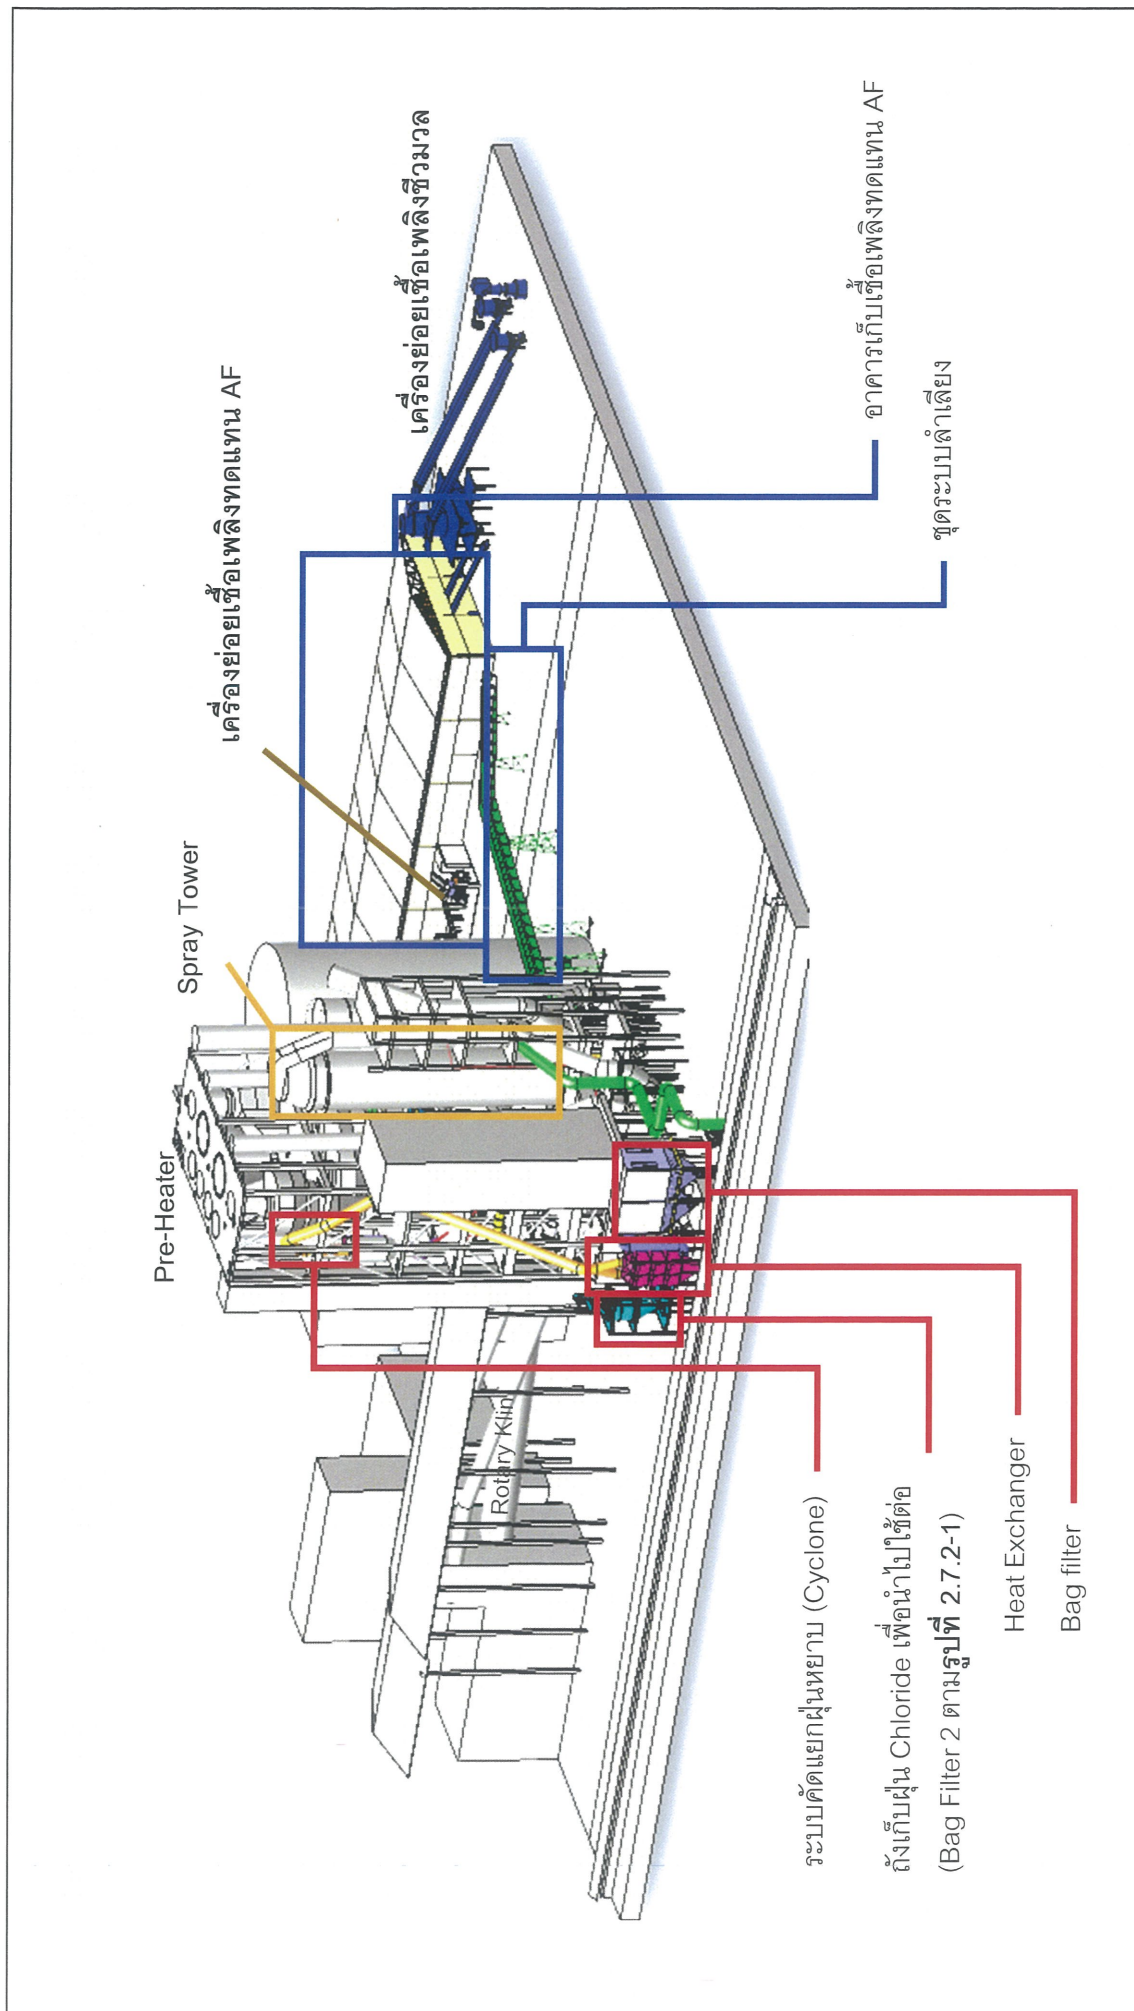 Pre-Heater
Spray Tower
เครื่องย่อยเชื้อเพลิงทดแทน AF
เครื่องย่อยเชื้อเพลิงชีวมวล
Rotary Klin
ระบบคัดแยกฝุ่นหยาบ (Cyclone)
ถังเก็บฝุ่น Chloride เพื่อนำไปใช้ต่อ
(Bag Filter 2 ตามรูปที่ 2.7.2-1)
Heat Exchanger
Bag filter
อาคารเก็บเชื้อเพลิงทดแทน AF
ชุดระบบลำเลียง